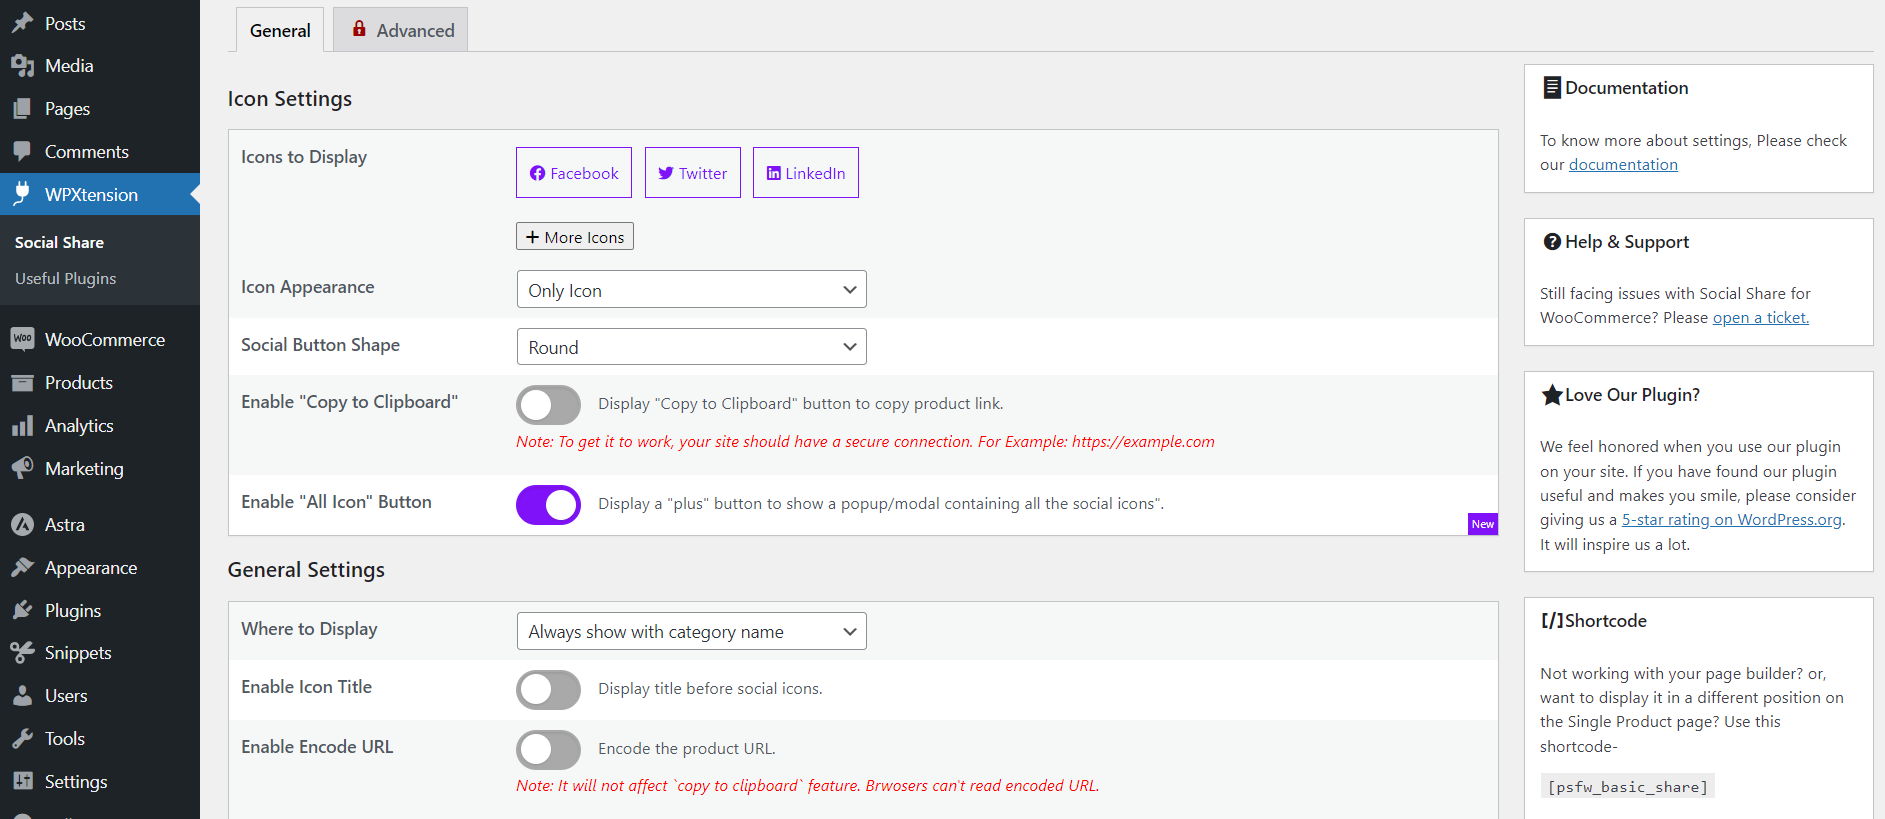 Posts
Media
Pages
Comments
WPXtension
Social Share
Useful Plugins
Woo WooCommerce
Products
Analytics
Marketing
Astra
Appearance
Plugins
Snippets
Users
Tools
Settings
General
Advanced
Icon Settings
Icons to Display
Facebook
Twitter
LinkedIn
+ More Icons
Icon Appearance
Only Icon
Social Button Shape
Round
Enable "Copy to Clipboard"
Display "Copy to Clipboard" button to copy product link.
Note: To get it to work, your site should have a secure connection. For Example: https://example.com
Enable "All Icon" Button
Display a "plus" button to show a popup/modal containing all the social icons".
New
General Settings
Where to Display
Always show with category name
Enable Icon Title
Display title before social icons.
Enable Encode URL
Encode the product URL.
Note: It will not affect `copy to clipboard` feature. Brwosers can't read encoded URL.
Documentation
To know more about settings, Please check
our documentation
Help & Support
Still facing issues with Social Share for
WooCommerce? Please open a ticket.
Love Our Plugin?
We feel honored when you use our plugin
on your site. If you have found our plugin
useful and makes you smile, please consider
giving us a 5-star rating on WordPress.org.
It will inspire us a lot.
[/] Shortcode
Not working with your page builder? or,
want to display it in a different position on
the Single Product page? Use this
shortcode-
[psfw_basic_share]